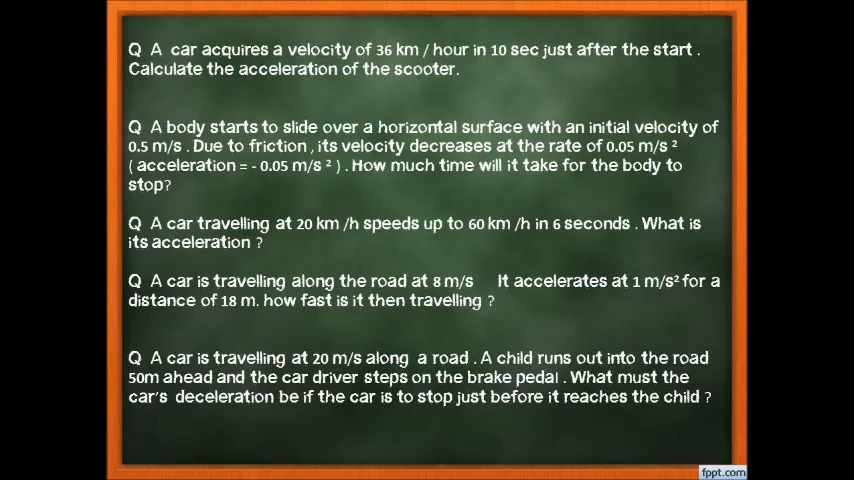 Q A car acquires a velocity of 36 km / hour in 10 sec just after the start .
Calculate the acceleration of the scooter.
Q A body starts to slide over a horizontal surface with an initial velocity of
0.5 m/s . Due to friction , its velocity decreases at the rate of 0.05 m/s ²
( acceleration = - 0.05 m/s ² ) . How much time will it take for the body to
stop?
Q A car travelling at 20 km /h speeds up to 60 km /h in 6 seconds . What is
its acceleration ?
Q A car is travelling along the road at 8 m/s It accelerates at 1 m/s² for a
distance of 18 m. how fast is it then travelling ?
Q A car is travelling at 20 m/s along a road . A child runs out into the road
50m ahead and the car driver steps on the brake pedal . What must the
car's deceleration be if the car is to stop just before it reaches the child ?
fppt.com